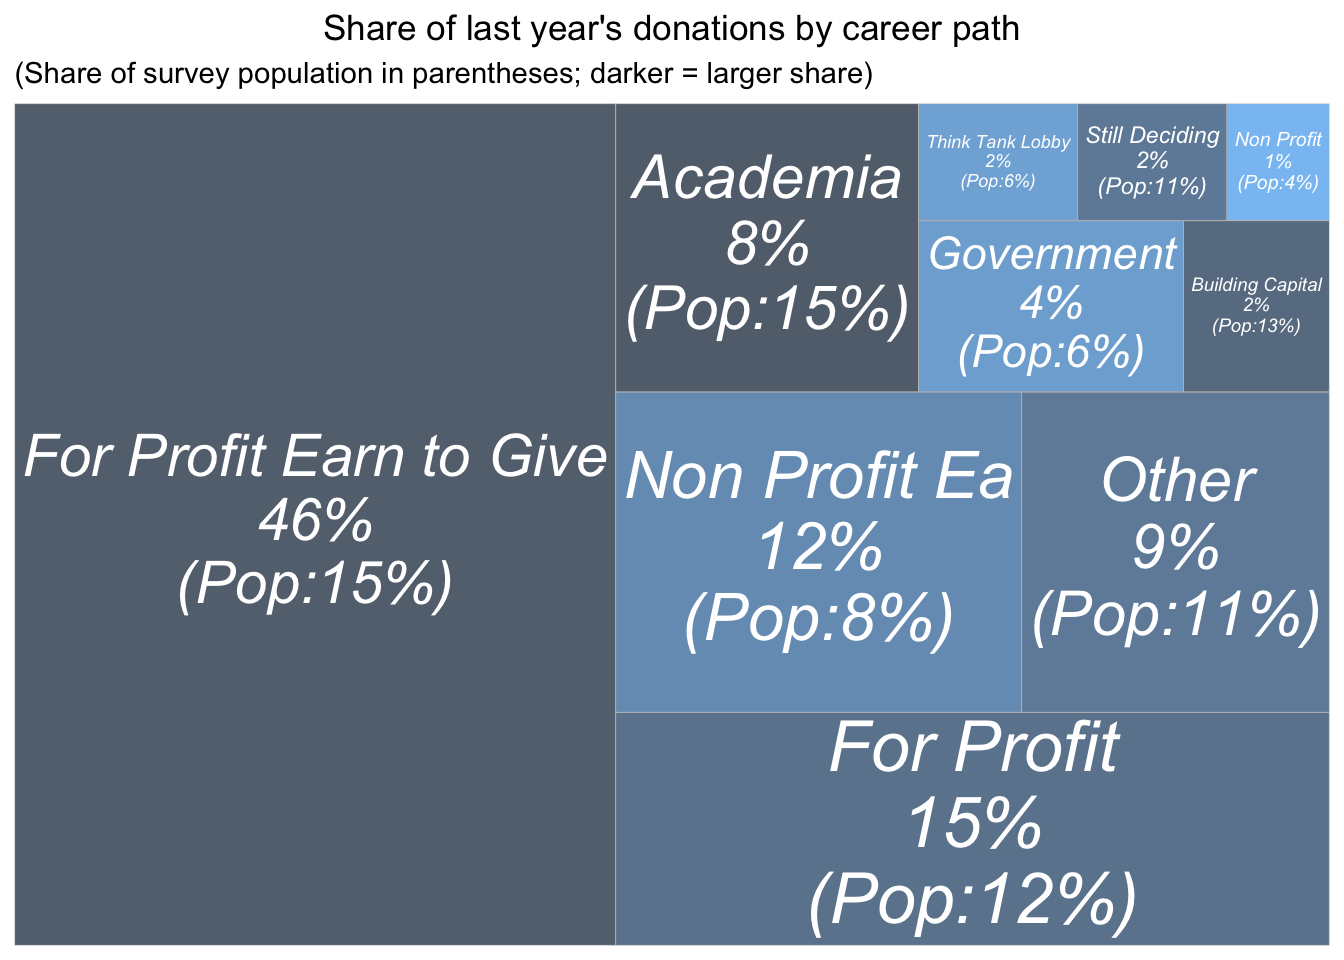 Share of last year's donations by career path
(Share of survey population in parentheses; darker = larger share)
For Profit Earn to Give
46%
(Pop:15%)
Academia
8%
(Pop:15%)
Think Tank Lobby
2%
(Pop:6%)
Still Deciding
2%
(Pop:11%)
Non Profit
1%
(Pop:4%)
Government
4%
(Pop:6%)
Building Capital
2%
(Pop:13%)
Non Profit Ea
12%
(Pop:8%)
Other
9%
(Pop:11%)
For Profit
15%
(Pop:12%)